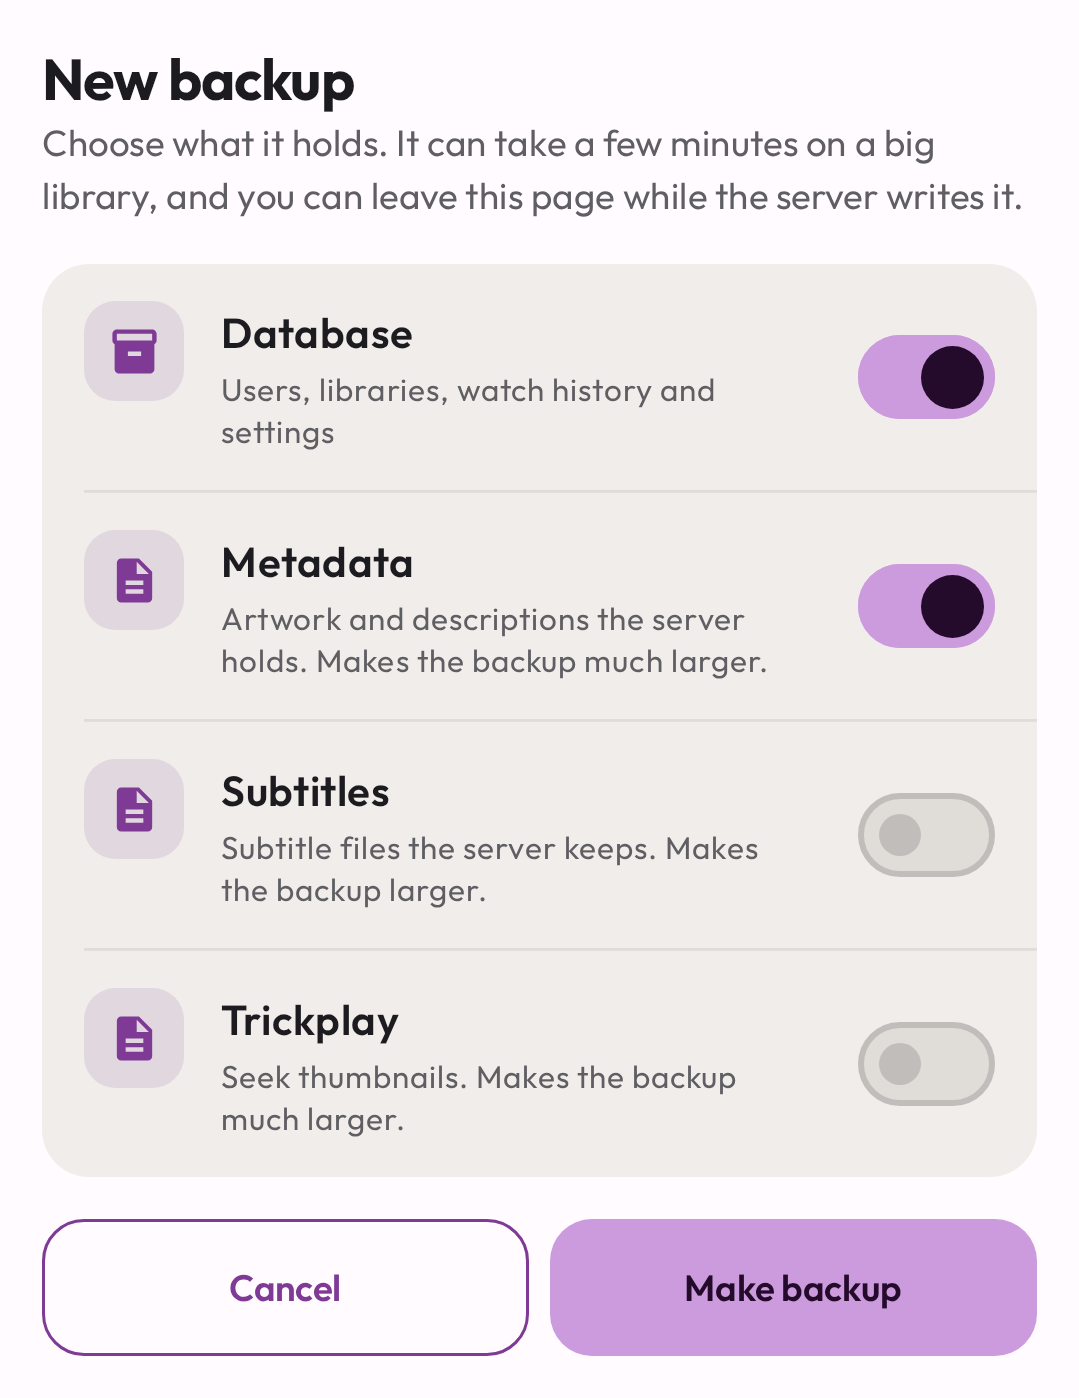 New backup
Choose what it holds. It can take a few minutes on a big
library, and you can leave this page while the server writes it.
Database
Users, libraries, watch history and
settings
Metadata
Artwork and descriptions the server
holds. Makes the backup much larger.
Subtitles
Subtitle files the server keeps. Makes
the backup larger.
Trickplay
Seek thumbnails. Makes the backup
much larger.
Cancel
Make backup